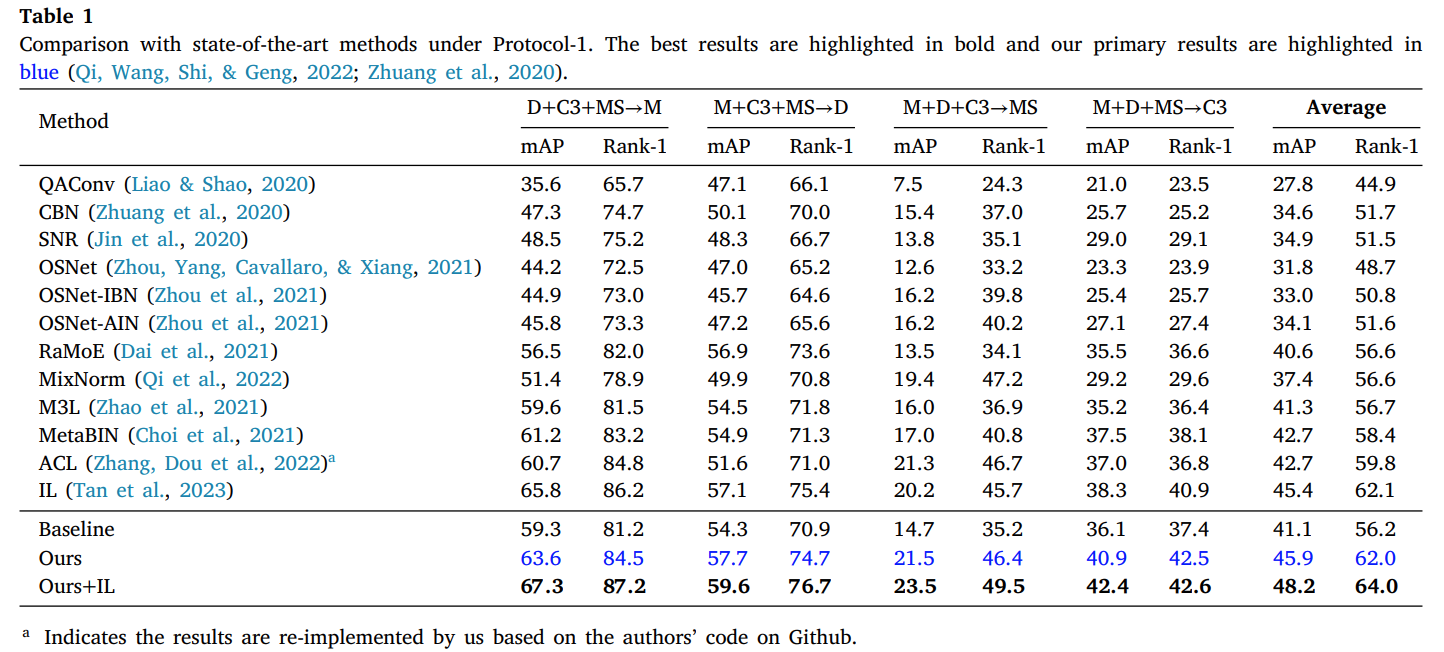 Table 1
Comparison with state-of-the-art methods under Protocol-1. The best results are highlighted in bold and our primary results are highlighted in
blue (Qi, Wang, Shi, & Geng, 2022; Zhuang et al., 2020).
Method D+C3+MS→M M+C3+MS→D M+D+C3→MS M+D+MS→C3 Average
mAP Rank-1 mAP Rank-1 mAP Rank-1 mAP Rank-1 mAP Rank-1
QAConv (Liao & Shao, 2020) 35.6 65.7 47.1 66.1 7.5 24.3 21.0 23.5 27.8 44.9
CBN (Zhuang et al., 2020) 47.3 74.7 50.1 70.0 15.4 37.0 25.7 25.2 34.6 51.7
SNR (Jin et al., 2020) 48.5 75.2 48.3 66.7 13.8 35.1 29.0 29.1 34.9 51.5
OSNet (Zhou, Yang, Cavallaro, & Xiang, 2021) 44.2 72.5 47.0 65.2 12.6 33.2 23.3 23.9 31.8 48.7
OSNet-IBN (Zhou et al., 2021) 44.9 73.0 45.7 64.6 16.2 39.8 25.4 25.7 33.0 50.8
OSNet-AIN (Zhou et al., 2021) 45.8 73.3 47.2 65.6 16.2 40.2 27.1 27.4 34.1 51.6
RaMoE (Dai et al., 2021) 56.5 82.0 56.9 73.6 13.5 34.1 35.5 36.6 40.6 56.6
MixNorm (Qi et al., 2022) 51.4 78.9 49.9 70.8 19.4 47.2 29.2 29.6 37.4 56.6
M3L (Zhao et al., 2021) 59.6 81.5 54.5 71.8 16.0 36.9 35.2 36.4 41.3 56.7
MetaBIN (Choi et al., 2021) 61.2 83.2 54.9 71.3 17.0 40.8 37.5 38.1 42.7 58.4
ACL (Zhang, Dou et al., 2022)a 60.7 84.8 51.6 71.0 21.3 46.7 37.0 36.8 42.7 59.8
IL (Tan et al., 2023) 65.8 86.2 57.1 75.4 20.2 45.7 38.3 40.9 45.4 62.1
Baseline 59.3 81.2 54.3 70.9 14.7 35.2 36.1 37.4 41.1 56.2
Ours 63.6 84.5 57.7 74.7 21.5 46.4 40.9 42.5 45.9 62.0
Ours+IL 67.3 87.2 59.6 76.7 23.5 49.5 42.4 42.6 48.2 64.0
a Indicates the results are re-implemented by us based on the authors' code on Github.